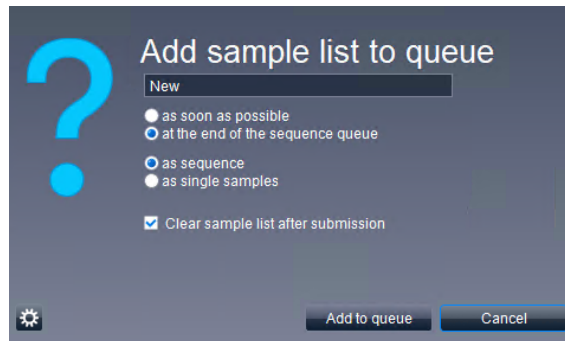 Add sample list to queue
New
as soon as possible
at the end of the sequence queue
as sequence
as single samples
Clear sample list after submission
Add to queue
Cancel